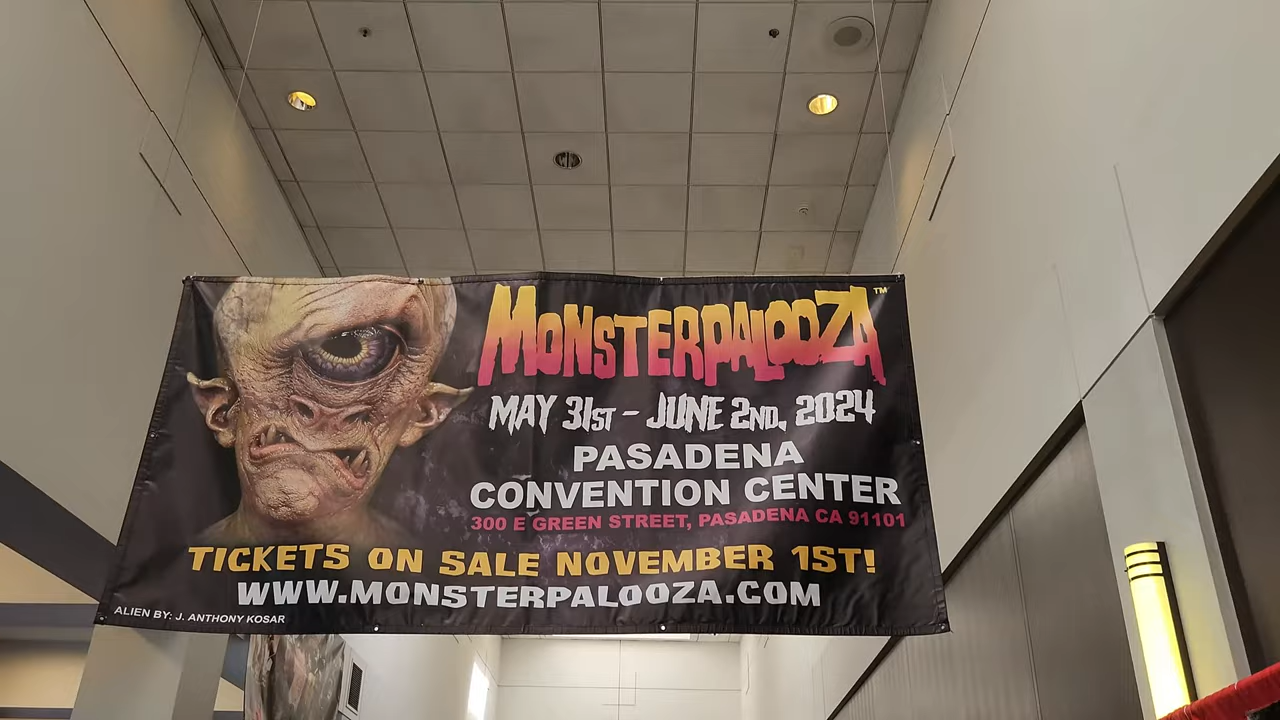 MONSTERPALOOZA™
MAY 31ST - JUNE 2ND, 2024
PASADENA
CONVENTION CENTER
300 E GREEN STREET, PASADENA CA 91101
TICKETS ON SALE NOVEMBER 1ST!
WWW.MONSTERPALOOZA.COM
ALIEN BY: J. ANTHONY KOSAR